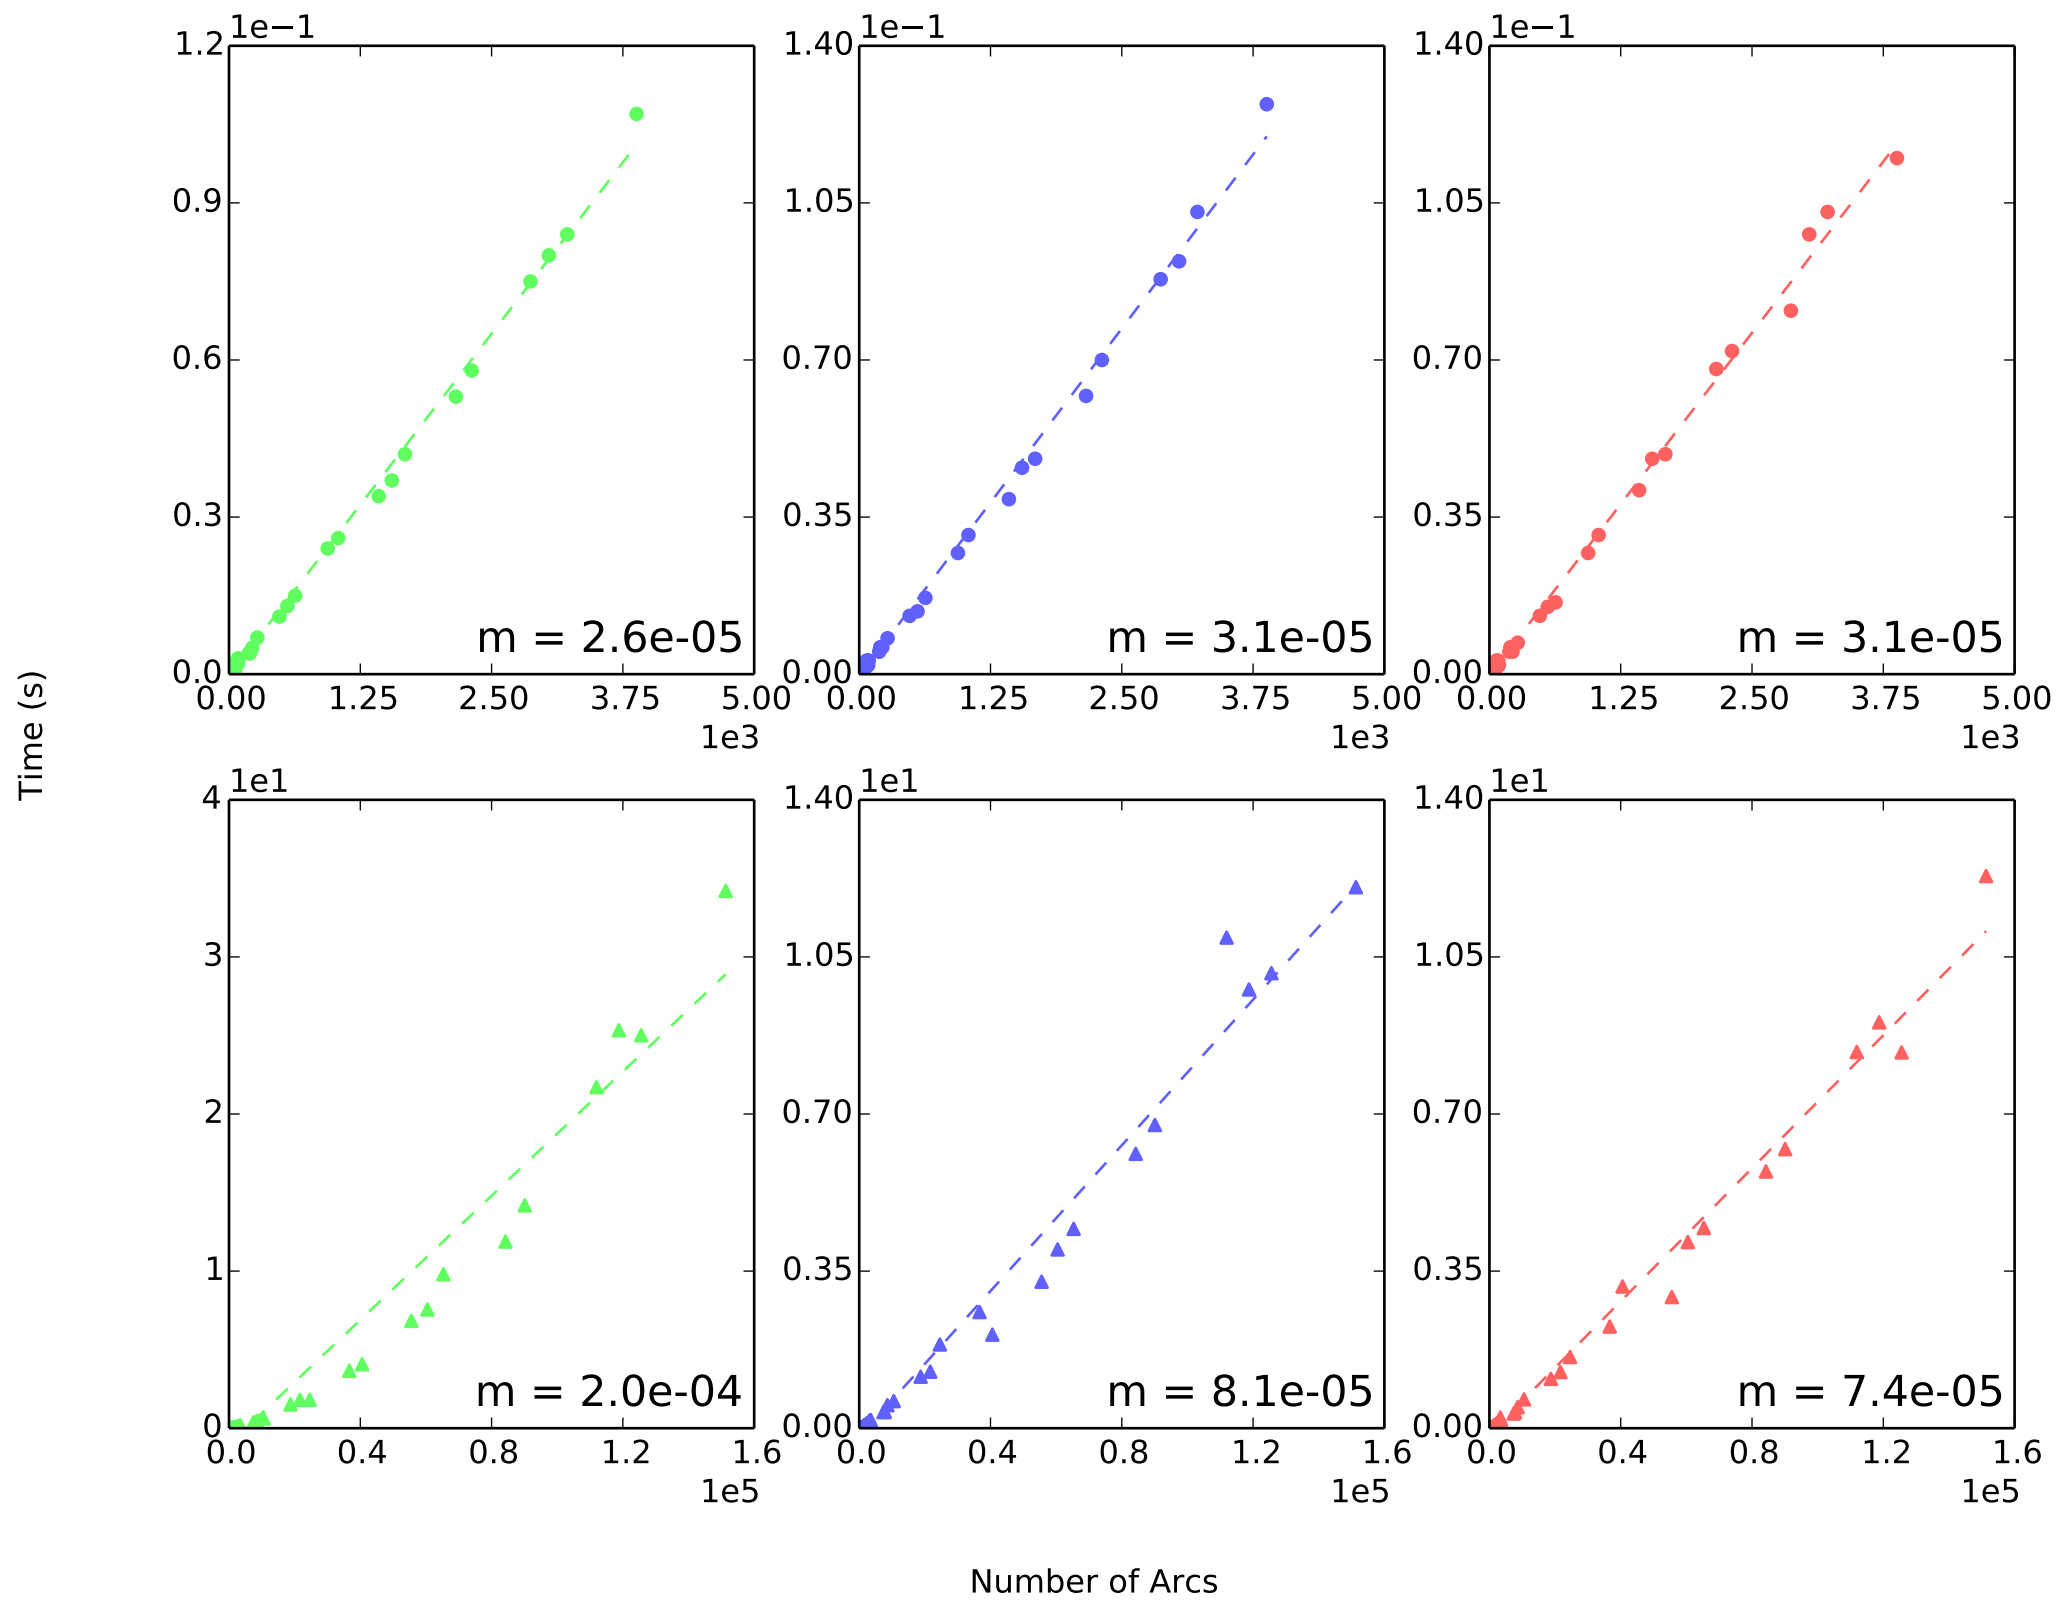 1e−1 1e−1 1e−1
1.2 1.40 1.40
0.9 1.05 1.05
0.6 0.70 0.70
0.3 0.35 0.35
m = 2.6e-05 m = 3.1e-05 m = 3.1e-05
0.0 0.00 0.00
0.00 1.25 2.50 3.75 5.00 0.00 1.25 2.50 3.75 5.00 0.00 1.25 2.50 3.75 5.00
1e3 1e3 1e3
Time (s)
1e1 1e1 1e1
4 1.40 1.40
3 1.05 1.05
2 0.70 0.70
1 0.35 0.35
m = 2.0e-04 m = 8.1e-05 m = 7.4e-05
0 0.00 0.00
0.0 0.4 0.8 1.2 1.6 0.0 0.4 0.8 1.2 1.6 0.0 0.4 0.8 1.2 1.6
1e5 1e5 1e5
Number of Arcs